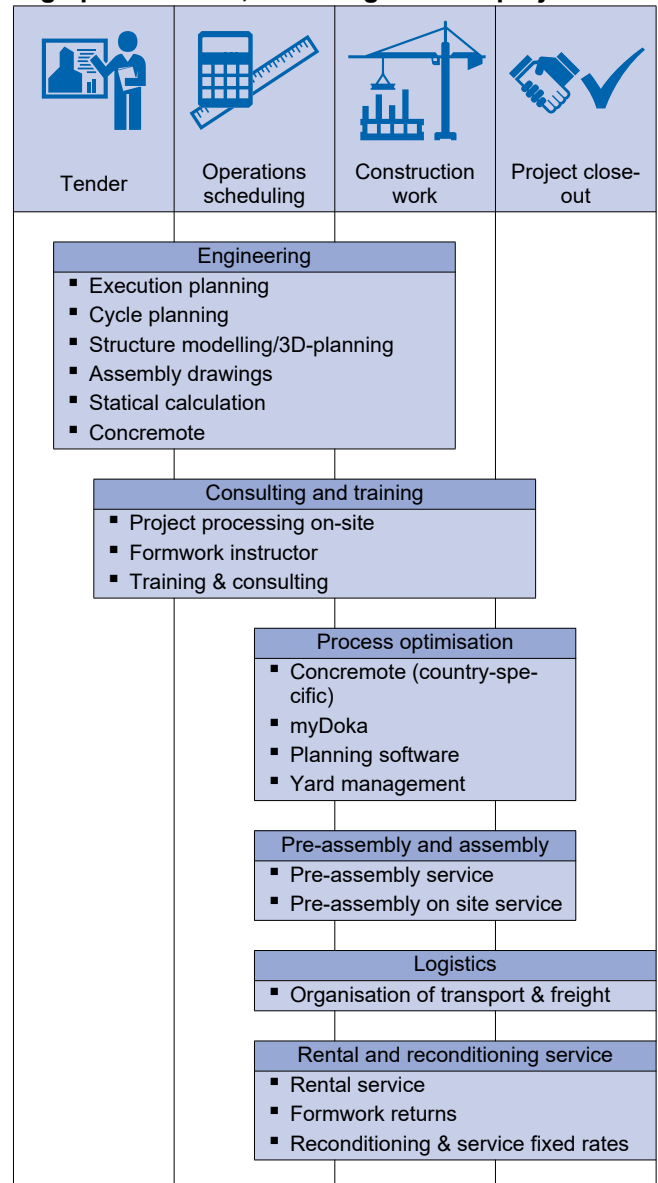 Tender
Operations
scheduling
Construction
work
Project close-
out
Engineering
▪ Execution planning
▪ Cycle planning
▪ Structure modelling/3D-planning
▪ Assembly drawings
▪ Statical calculation
▪ Concremote
Consulting and training
▪ Project processing on-site
▪ Formwork instructor
▪ Training & consulting
Process optimisation
▪ Concremote (country-spe-
cific)
▪ myDoka
▪ Planning software
▪ Yard management
Pre-assembly and assembly
▪ Pre-assembly service
▪ Pre-assembly on site service
Logistics
▪ Organisation of transport & freight
Rental and reconditioning service
▪ Rental service
▪ Formwork returns
▪ Reconditioning & service fixed rates